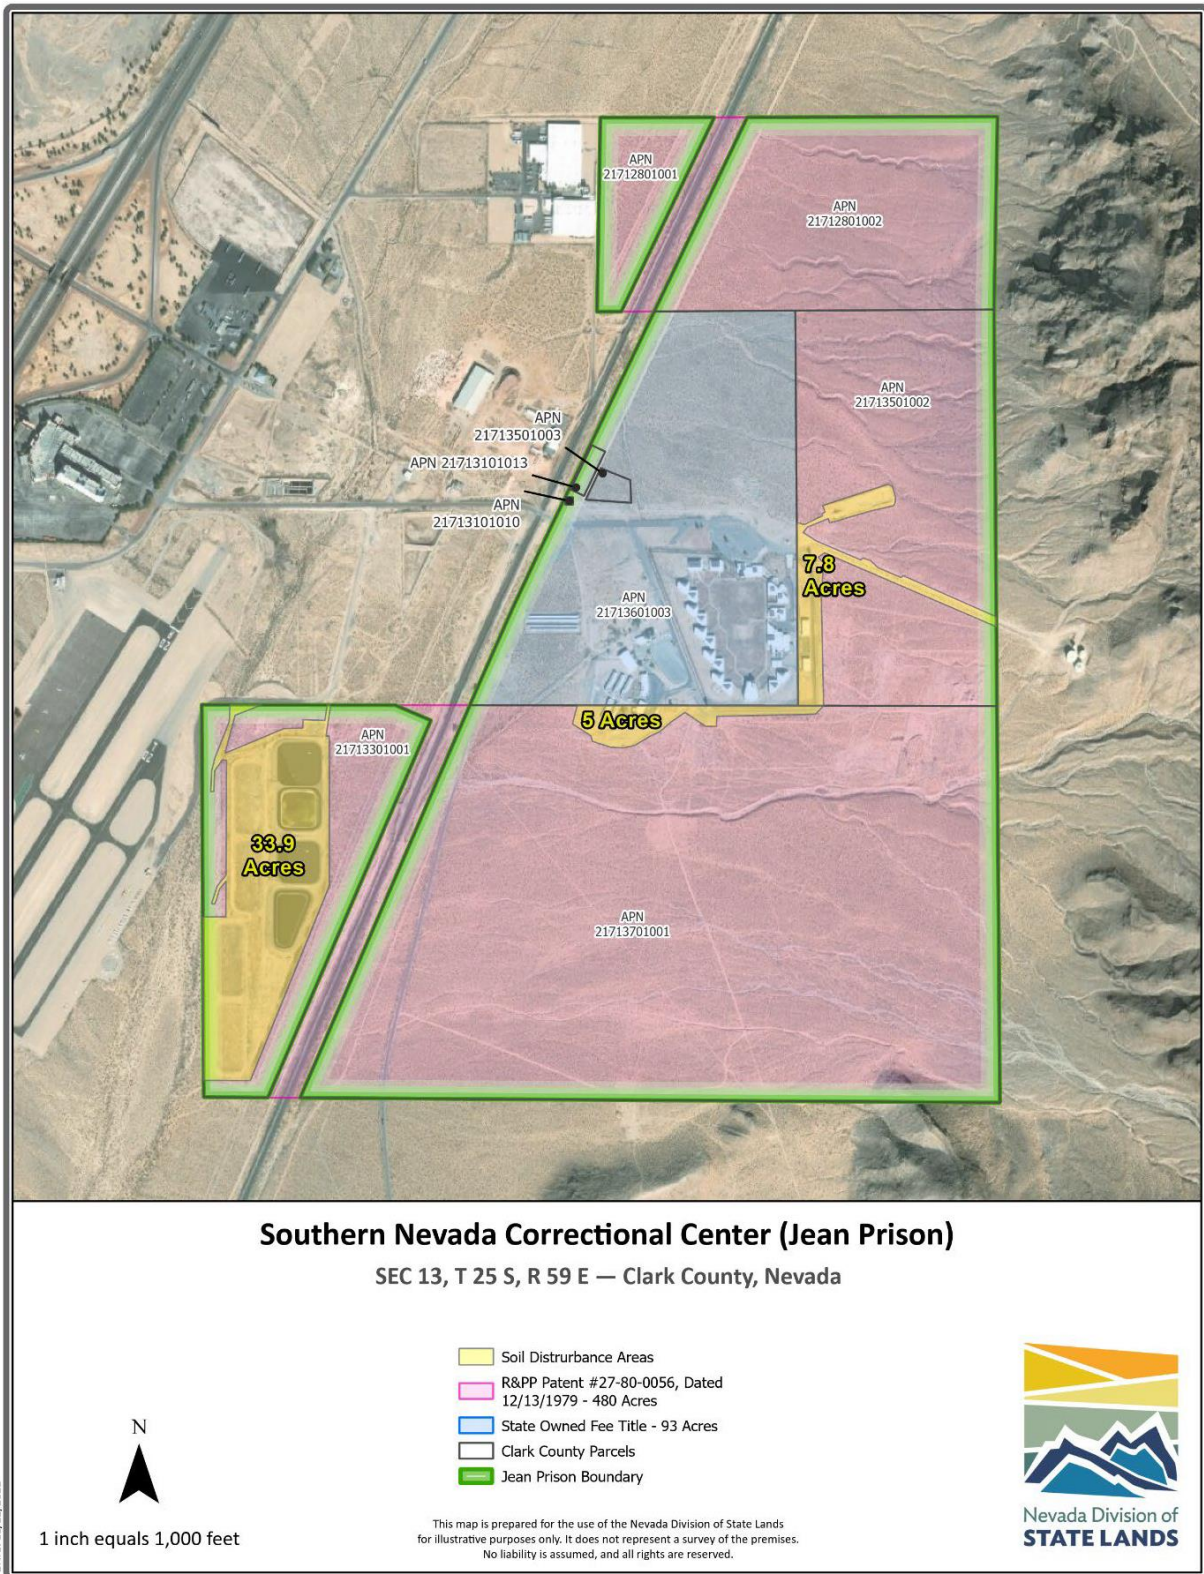 APN
21712801001
APN
21712801002
APN
21713501002
APN
21713501003
APN 21713101013
APN
21713101010
7.8
Acres
APN
21713601003
5 Acres
APN
21713301001
33.9
Acres
APN
21713701001
Southern Nevada Correctional Center (Jean Prison)
SEC 13, T 25 S, R 59 E — Clark County, Nevada
Soil Distrurbance Areas
R&PP Patent #27-80-0056, Dated
12/13/1979 - 480 Acres
State Owned Fee Title - 93 Acres
Clark County Parcels
Jean Prison Boundary
N
1 inch equals 1,000 feet
This map is prepared for the use of the Nevada Division of State Lands
for illustrative purposes only. It does not represent a survey of the premises.
No liability is assumed, and all rights are reserved.
Nevada Division of
STATE LANDS